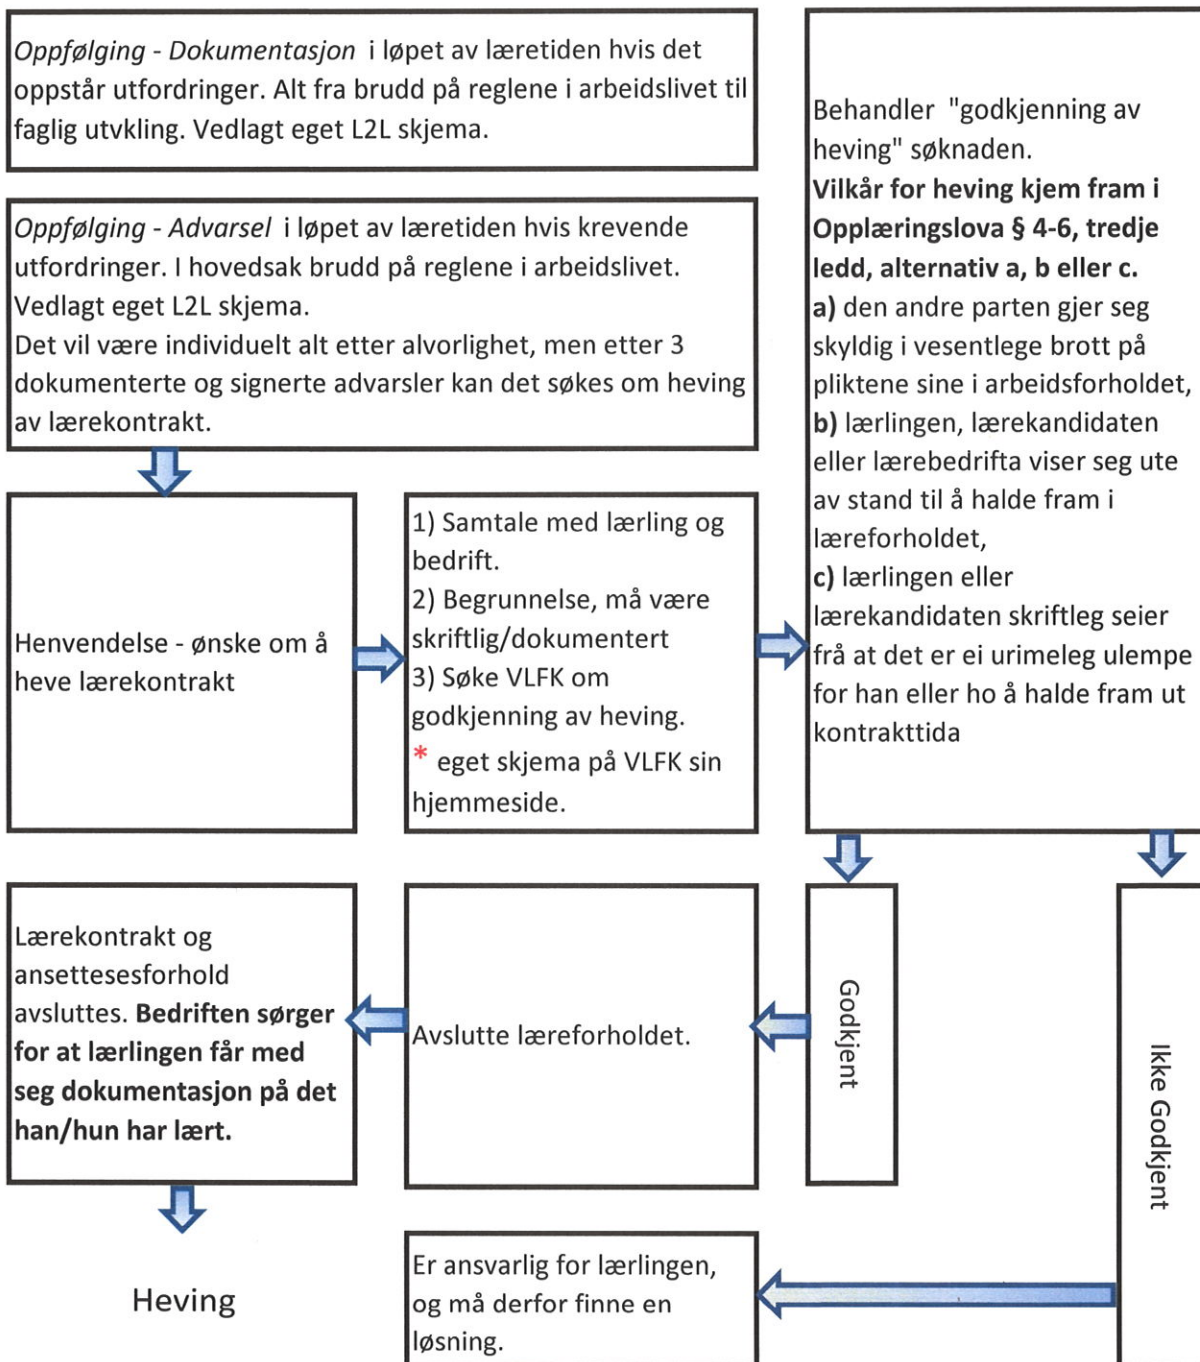 Oppfølging - Dokumentasjon i løpet av læretiden hvis det
oppstår utfordringer. Alt fra brudd på reglene i arbeidslivet til
faglig utvkling. Vedlagt eget L2L skjema.
Oppfølging - Advarsel i løpet av læretiden hvis krevende
utfordringer. I hovedsak brudd på reglene i arbeidslivet.
Vedlagt eget L2L skjema.
Det vil være individuelt alt etter alvorlighet, men etter 3
dokumenterte og signerte advarsler kan det søkes om heving
av lærekontrakt.
Henvendelse - ønske om å
heve lærekontrakt
1) Samtale med lærling og
bedrift.
2) Begrunnelse, må være
skriftlig/dokumentert
3) Søke VLFK om
godkjenning av heving.
* eget skjema på VLFK sin
hjemmeside.
Behandler "godkjenning av
heving" søknaden.
Vilkår for heving kjem fram i
Opplæringslova § 4-6, tredje
ledd, alternativ a, b eller c.
a) den andre parten gjer seg
skyldig i vesentlege brott på
pliktene sine i arbeidsforholdet,
b) lærlingen, lærekandidaten
eller lærebedrifta viser seg ute
av stand til å halde fram i
læreforholdet,
c) lærlingen eller
lærekandidaten skriftleg seier
frå at det er ei urimeleg ulempe
for han eller ho å halde fram ut
kontrakttida
Lærekontrakt og
ansettesesforhold
avsluttes. Bedriften sørger
for at lærlingen får med
seg dokumentasjon på det
han/hun har lært.
Avslutte læreforholdet.
Godkjent
Ikke Godkjent
Heving
Er ansvarlig for lærlingen,
og må derfor finne en
løsning.